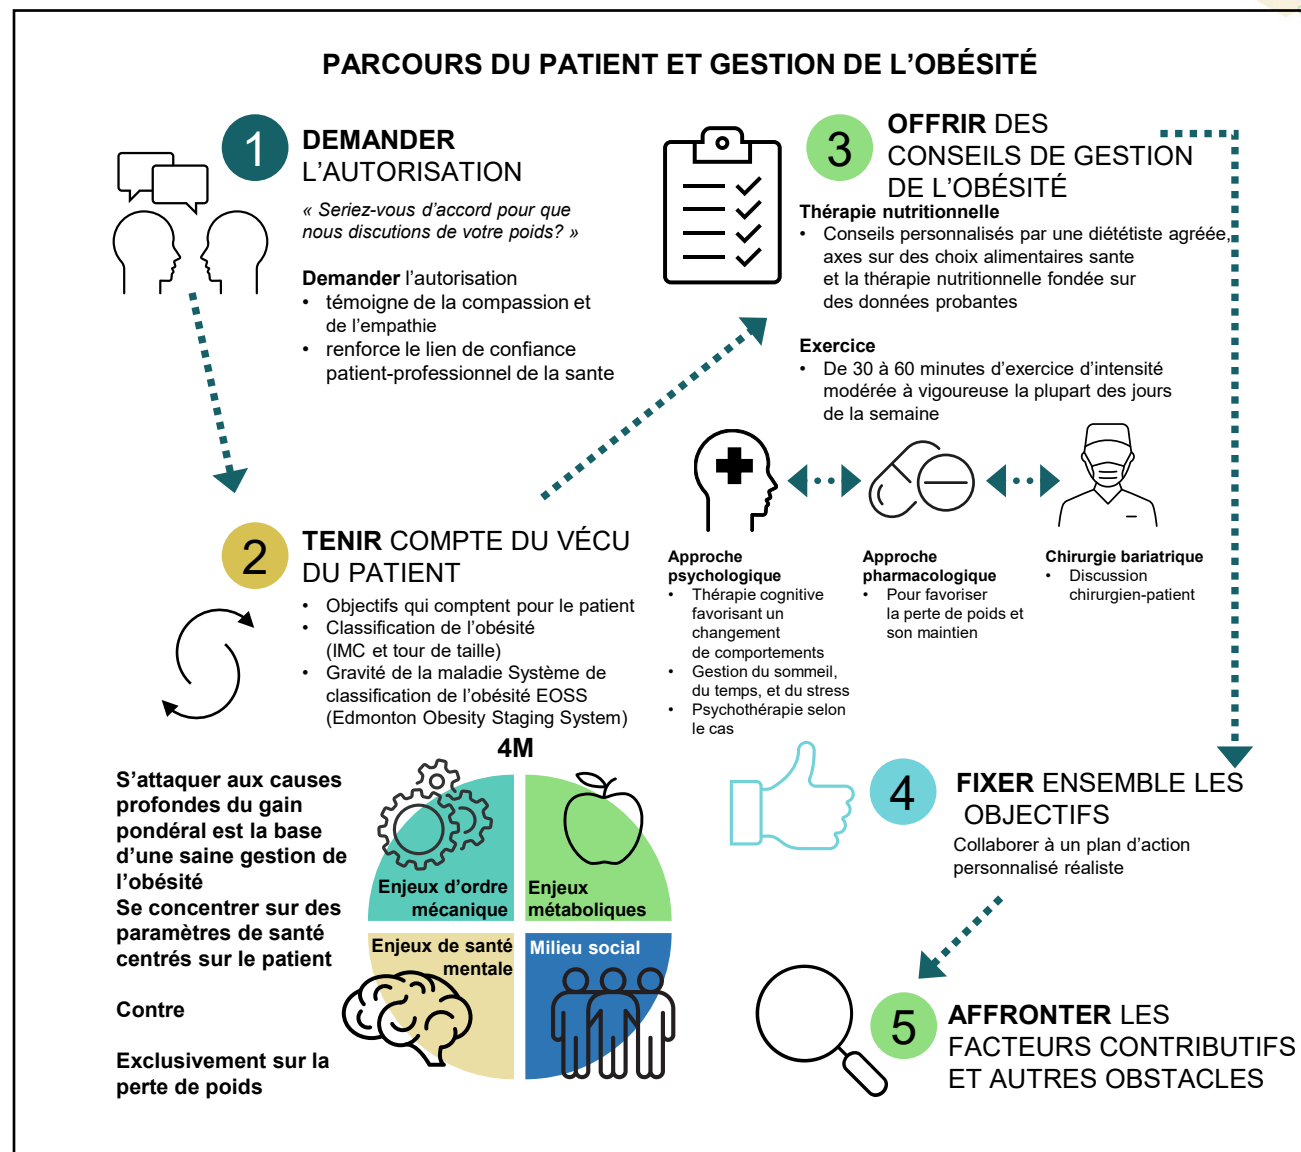 PARCOURS DU PATIENT ET GESTION DE L’OBÉSITÉ
1
DEMANDER
L’AUTORISATION
« Seriez-vous d’accord pour que
nous discutions de votre poids? »
Demander l’autorisation
• témoigne de la compassion et
de l’empathie
• renforce le lien de confiance
patient-professionnel de la sante
2
TENIR COMPTE DU VÉCU
DU PATIENT
• Objectifs qui comptent pour le patient
• Classification de l’obésité
(IMC et tour de taille)
• Gravité de la maladie Système de
classification de l’obésité EOSS
(Edmonton Obesity Staging System)
4M
Enjeux d’ordre
mécanique
Enjeux
métaboliques
Enjeux de santé
mentale
Milieu social
S’attaquer aux causes
profondes du gain
pondéral est la base
d’une saine gestion de
l’obésité
Se concentrer sur des
paramètres de santé
centrés sur le patient
Contre
Exclusivement sur la
perte de poids
3
OFFRIR DES
CONSEILS DE GESTION
DE L’OBÉSITÉ
Thérapie nutritionnelle
• Conseils personnalisés par une diététiste agréée,
axes sur des choix alimentaires sante
et la thérapie nutritionnelle fondée sur
des données probantes
Exercice
• De 30 à 60 minutes d’exercice d’intensité
modérée à vigoureuse la plupart des jours
de la semaine
Approche
psychologique
• Thérapie cognitive
favorisant un
changement
de comportements
• Gestion du sommeil,
du temps, et du stress
• Psychothérapie selon
le cas
Approche
pharmacologique
• Pour favoriser
la perte de poids et
son maintien
Chirurgie bariatrique
• Discussion
chirurgien-patient
4
FIXER ENSEMBLE LES
OBJECTIFS
Collaborer à un plan d’action
personnalisé réaliste
5
AFFRONTER LES
FACTEURS CONTRIBUTIFS
ET AUTRES OBSTACLES